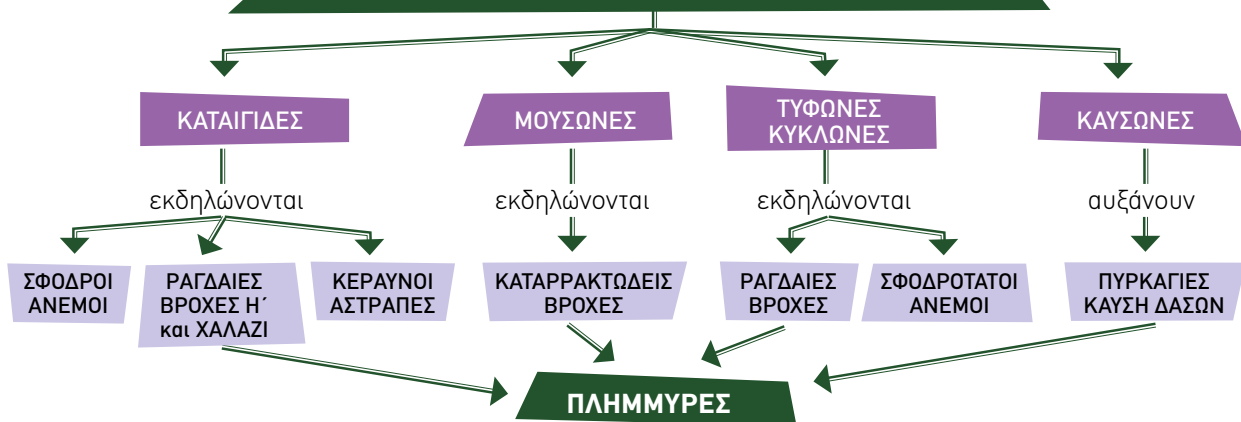 ΚΑΤΑΙΓΙΔΕΣ
ΜΟΥΣΩΝΕΣ
ΤΥΦΩΝΕΣ
ΚΥΚΛΩΝΕΣ
ΚΑΥΣΩΝΕΣ
εκδηλώνονται
εκδηλώνονται
εκδηλώνονται
αυξάνουν
ΣΦΟΔΡΟΙ
ΑΝΕΜΟΙ
ΡΑΓΔΑΙΕΣ
ΒΡΟΧΕΣ Η΄
και ΧΑΛΑΖΙ
ΚΕΡΑΥΝΟΙ
ΑΣΤΡΑΠΕΣ
ΚΑΤΑΡΡΑΚΤΩΔΕΙΣ
ΒΡΟΧΕΣ
ΡΑΓΔΑΙΕΣ
ΒΡΟΧΕΣ
ΣΦΟΔΡΟΤΑΤΟΙ
ΑΝΕΜΟΙ
ΠΥΡΚΑΓΙΕΣ
ΚΑΥΣΗ ΔΑΣΩΝ
ΠΛΗΜΜΥΡΕΣ